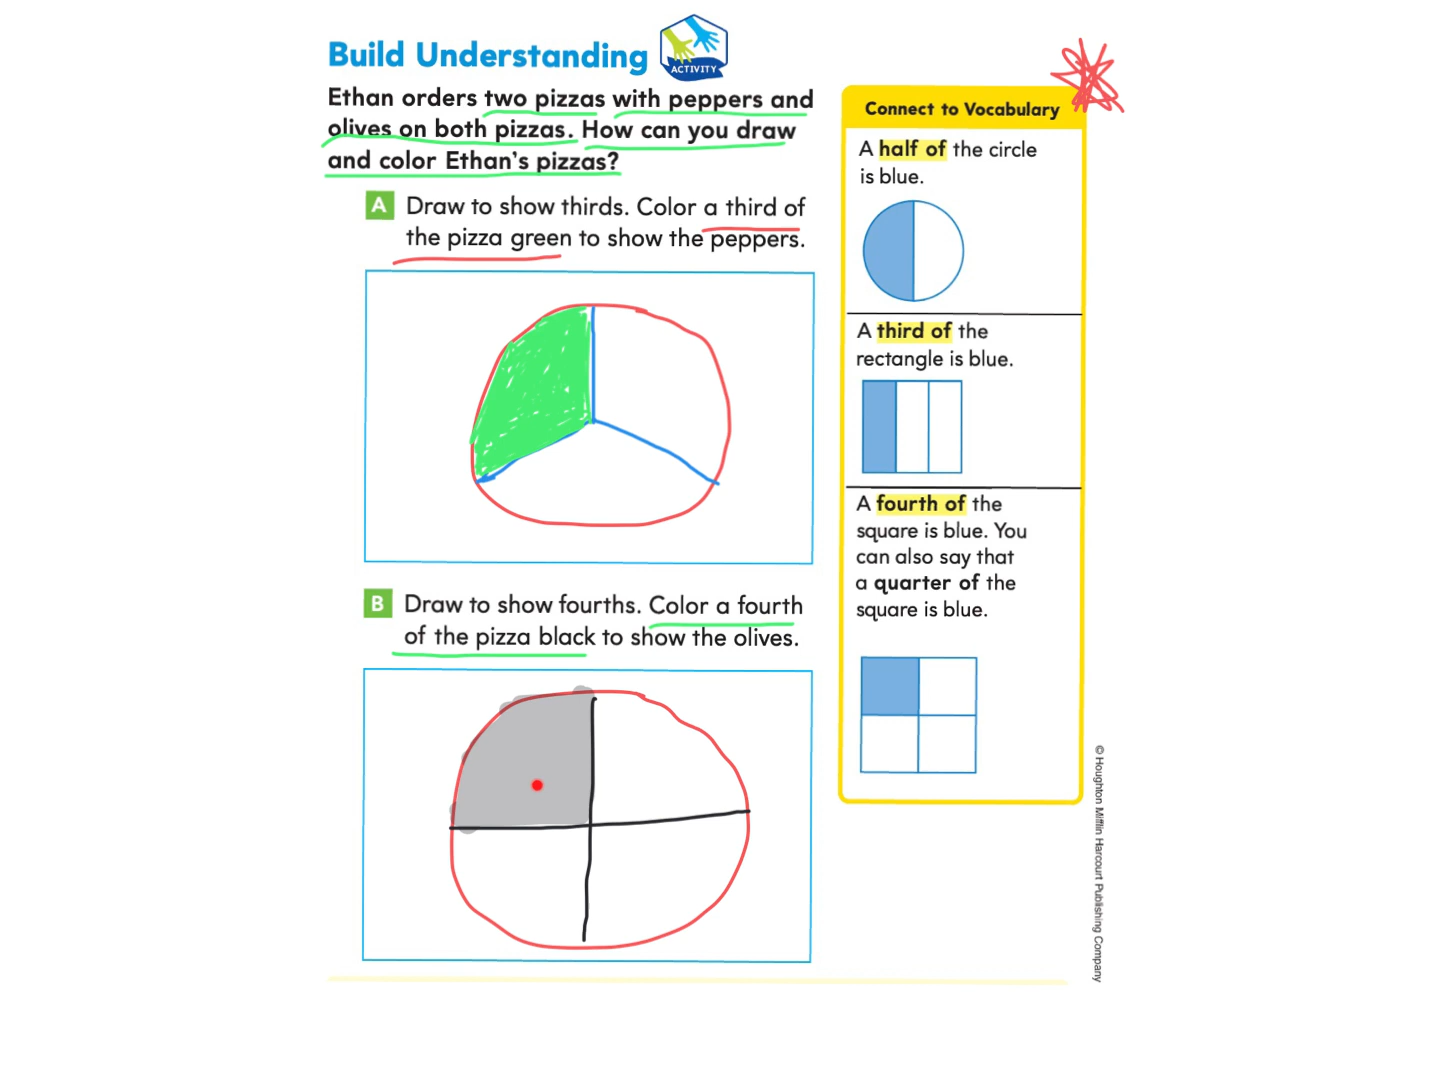 Build Understanding
ACTIVITY
Ethan orders two pizzas with peppers and
olives on both pizzas. How can you draw
and color Ethan's pizzas?
A Draw to show thirds. Color a third of
the pizza green to show the peppers.
B Draw to show fourths. Color a fourth
of the pizza black to show the olives.
Connect to Vocabulary
A half of the circle
is blue.
A third of the
rectangle is blue.
A fourth of the
square is blue. You
can also say that
a quarter of the
square is blue.
© Houghton Mifflin Harcourt Publishing Company